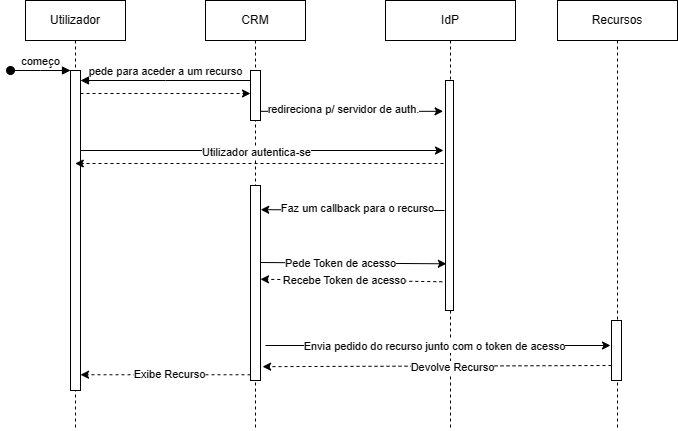 Utilizador
CRM
IdP
Recursos
começo
pede para aceder a um recurso
redireciona p/ servidor de auth.
Utilizador autentica-se
Faz um callback para o recurso
Pede Token de acesso
Recebe Token de acesso
Envia pedido do recurso junto com o token de acesso
Devolve Recurso
Exibe Recurso